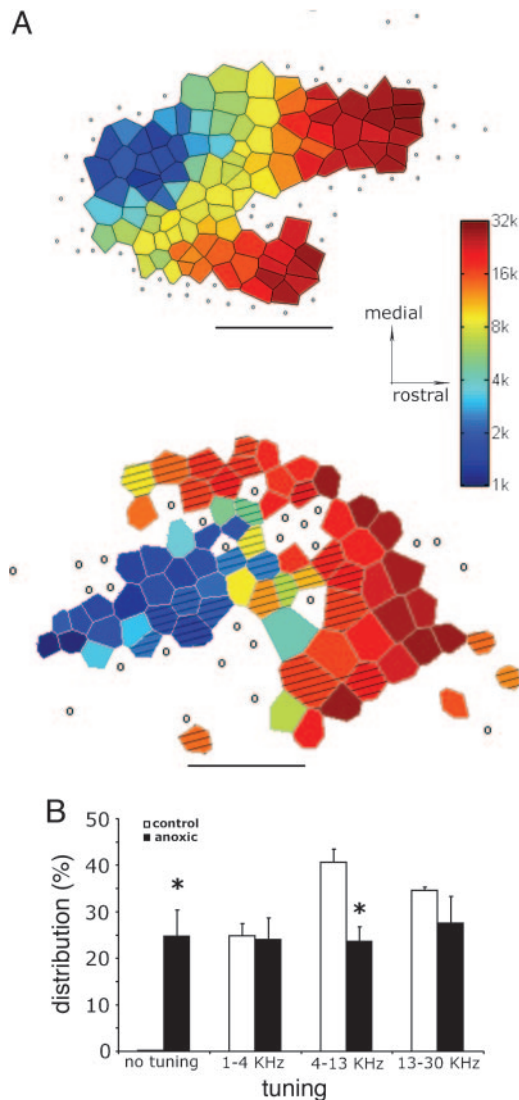 A
32k
16k
8k
4k
2k
1k
medial
rostral
B
control
anoxic
distribution (%)
50
40
30
20
10
0
*
*
no tuning
1-4 KHz
4-13 KHz
13-30 KHz
tuning